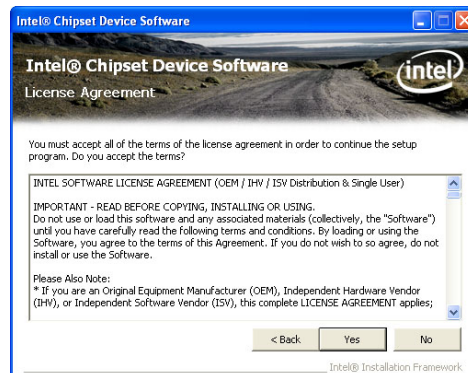 Intel® Chipset Device Software
Intel® Chipset Device Software
intel
License Agreement
You must accept all of the terms of the license agreement in order to continue the setup
program. Do you accept the terms?
INTEL SOFTWARE LICENSE AGREEMENT (OEM / IHV / ISV Distribution & Single User)
IMPORTANT - READ BEFORE COPYING, INSTALLING OR USING.
Do not use or load this software and any associated materials (collectively, the "Software")
until you have carefully read the following terms and conditions. By loading or using the
Software, you agree to the terms of this Agreement. If you do not wish to so agree, do not
install or use the Software.
Please Also Note:
* If you are an Original Equipment Manufacturer (OEM), Independent Hardware Vendor
(IHV), or Independent Software Vendor (ISV), this complete LICENSE AGREEMENT applies;
< Back
Yes
No
Intel® Installation Framework